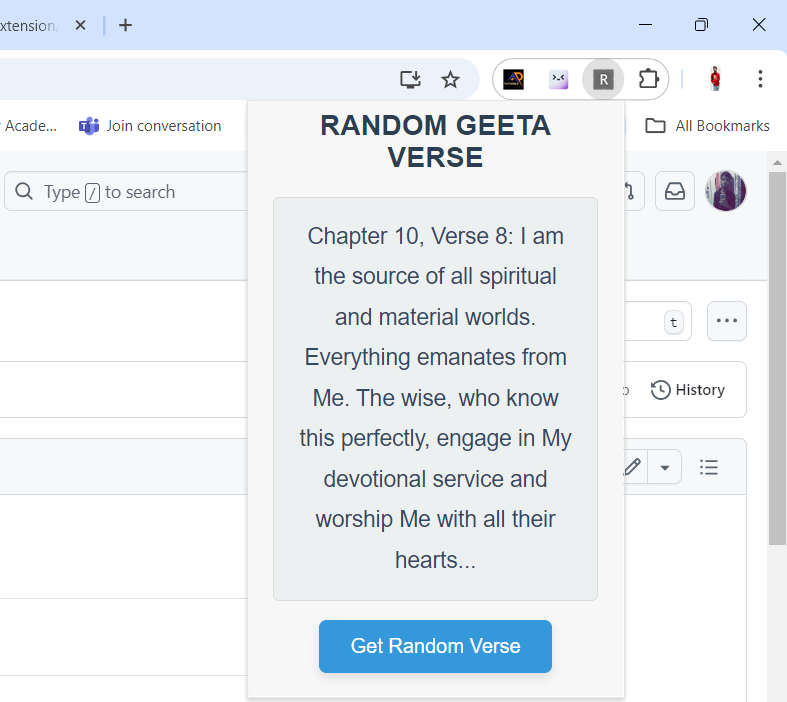 xtension/
Acade...
Join conversation
All Bookmarks
R
Type / to search
RANDOM GEETA
VERSE
Chapter 10, Verse 8: I am
the source of all spiritual
and material worlds.
Everything emanates from
Me. The wise, who know
this perfectly, engage in My
devotional service and
worship Me with all their
hearts...
Get Random Verse
t
History